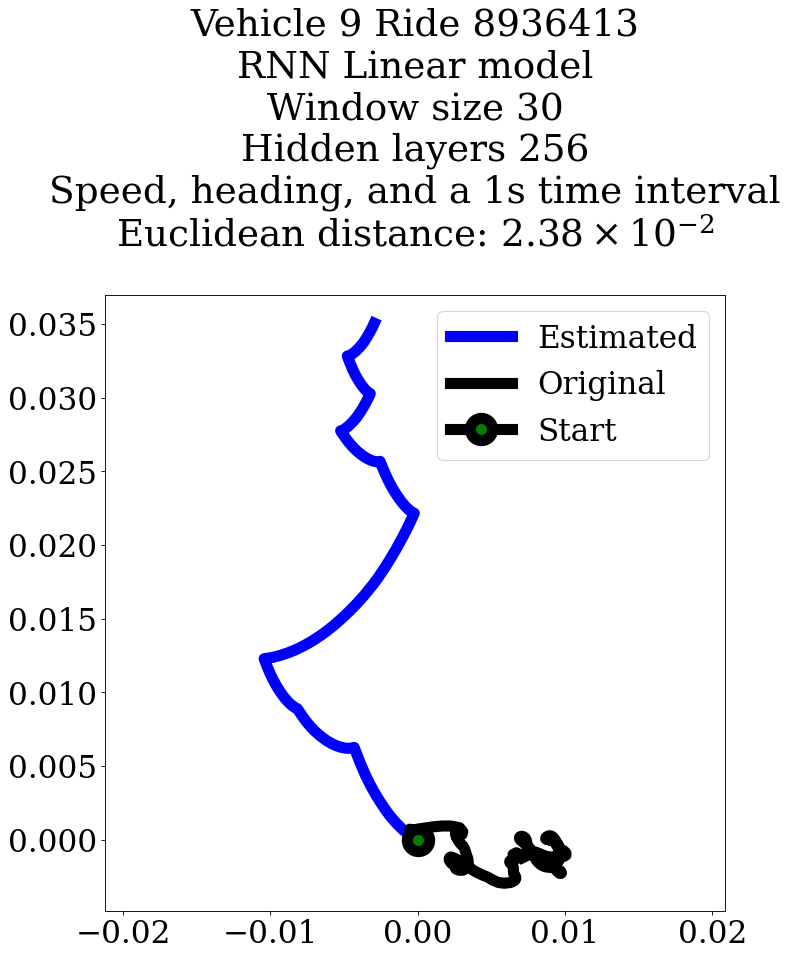 Vehicle 9 Ride 8936413
RNN Linear model
Window size 30
Hidden layers 256
Speed, heading, and a 1s time interval
Euclidean distance: 2.38 × 10⁻²
Estimated
Original
Start
0.035
0.030
0.025
0.020
0.015
0.010
0.005
0.000
−0.02 −0.01 0.00 0.01 0.02